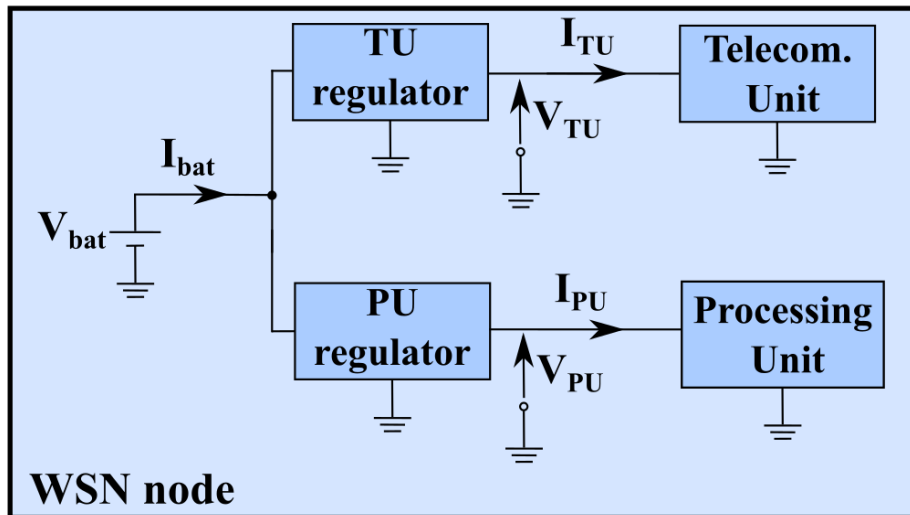 TU
regulator
I_TU
Telecom.
Unit
V_TU
I_bat
V_bat
PU
regulator
I_PU
Processing
Unit
V_PU
WSN node